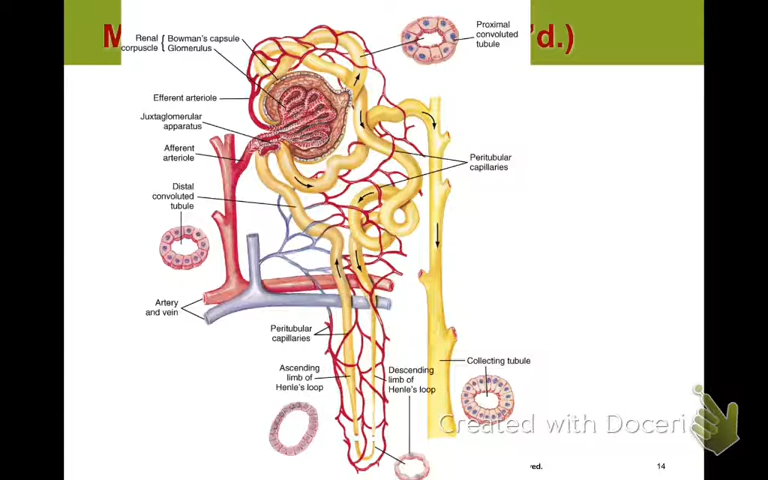 M
'd.)
Renal
corpuscle
Bowman's capsule
Glomerulus
Proximal
convoluted
tubule
Efferent arteriole
Juxtaglomerular
apparatus
Afferent
arteriole
Peritubular
capillaries
Distal
convoluted
tubule
Artery
and vein
Peritubular
capillaries
Ascending
limb of
Henle's loop
Descending
limb of
Henle's loop
Collecting tubule
Created with Doceri
ved.
14